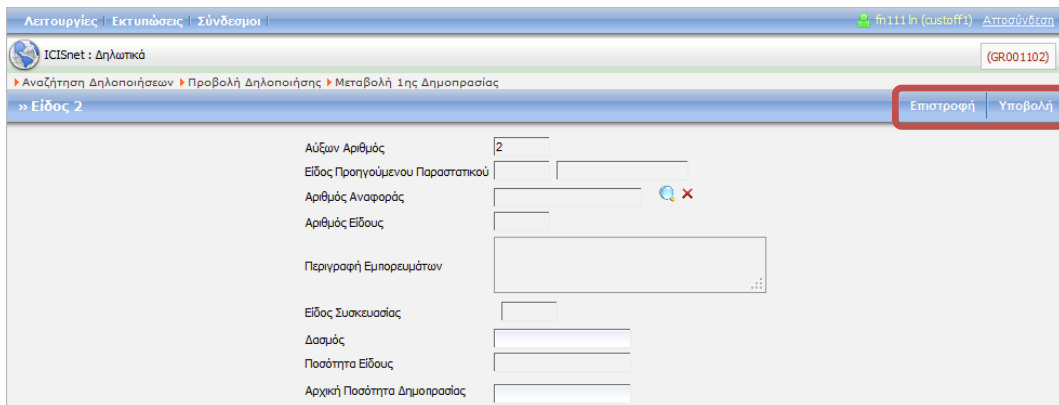 Λειτουργίες | Εκτυπώσεις | Σύνδεσμοι |
fn111 ln (custoff1) Αποσύνδεση
ICISnet : Δηλωτικά
(GR001102)
Αναζήτηση Δηλοποιήσεων Προβολή Δηλοποιήσης Μεταβολή 1ης Δημοπρασίας
» Είδος 2
Επιστροφή Υποβολή
Αύξων Αριθμός 2
Είδος Προηγούμενου Παραστατικού
Αριθμός Αναφοράς
Αριθμός Είδους
Περιγραφή Εμπορευμάτων
Είδος Συσκευασίας
Δασμός
Ποσότητα Είδους
Αρχική Ποσότητα Δημοπρασίας